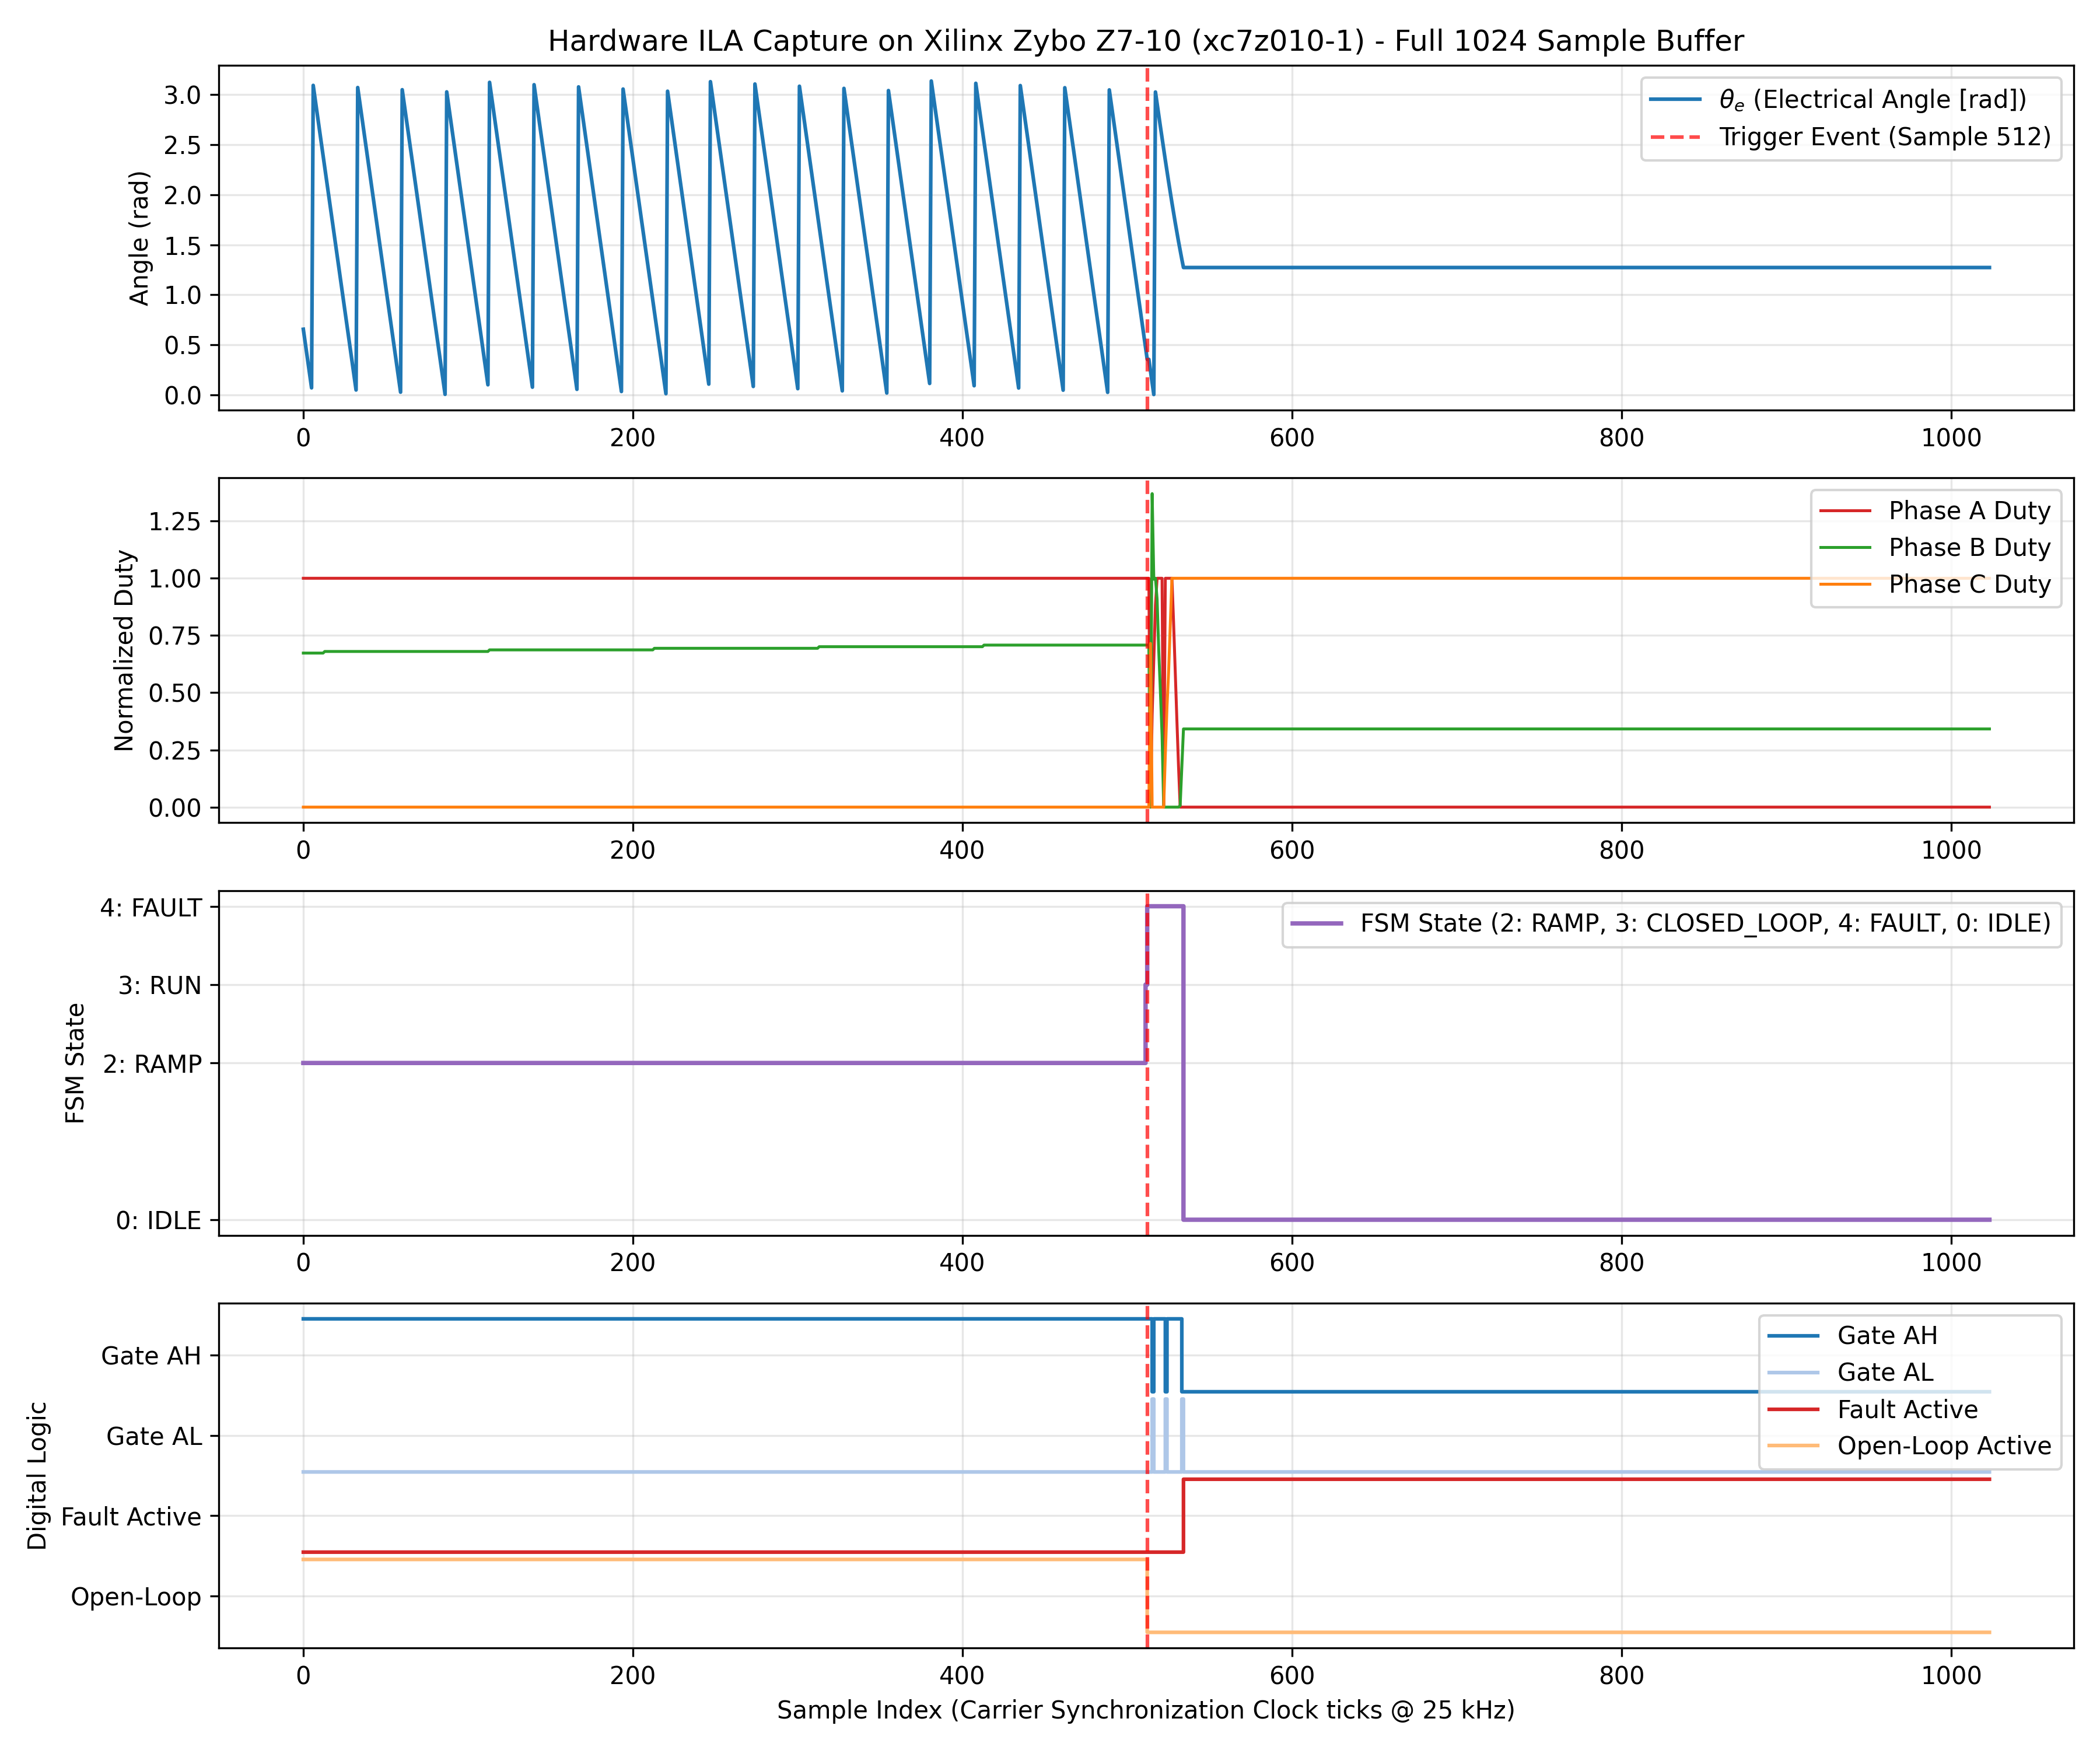 Hardware ILA Capture on Xilinx Zybo Z7-10 (xc7z010-1) - Full 1024 Sample Buffer
Angle (rad)
3.0
2.5
2.0
1.5
1.0
0.5
0.0
θe (Electrical Angle [rad])
Trigger Event (Sample 512)
0 200 400 600 800 1000
Normalized Duty
1.25
1.00
0.75
0.50
0.25
0.00
Phase A Duty
Phase B Duty
Phase C Duty
0 200 400 600 800 1000
FSM State
4: FAULT
3: RUN
2: RAMP
0: IDLE
FSM State (2: RAMP, 3: CLOSED_LOOP, 4: FAULT, 0: IDLE)
0 200 400 600 800 1000
Digital Logic
Gate AH
Gate AL
Fault Active
Open-Loop
Gate AH
Gate AL
Fault Active
Open-Loop Active
0 200 400 600 800 1000
Sample Index (Carrier Synchronization Clock ticks @ 25 kHz)